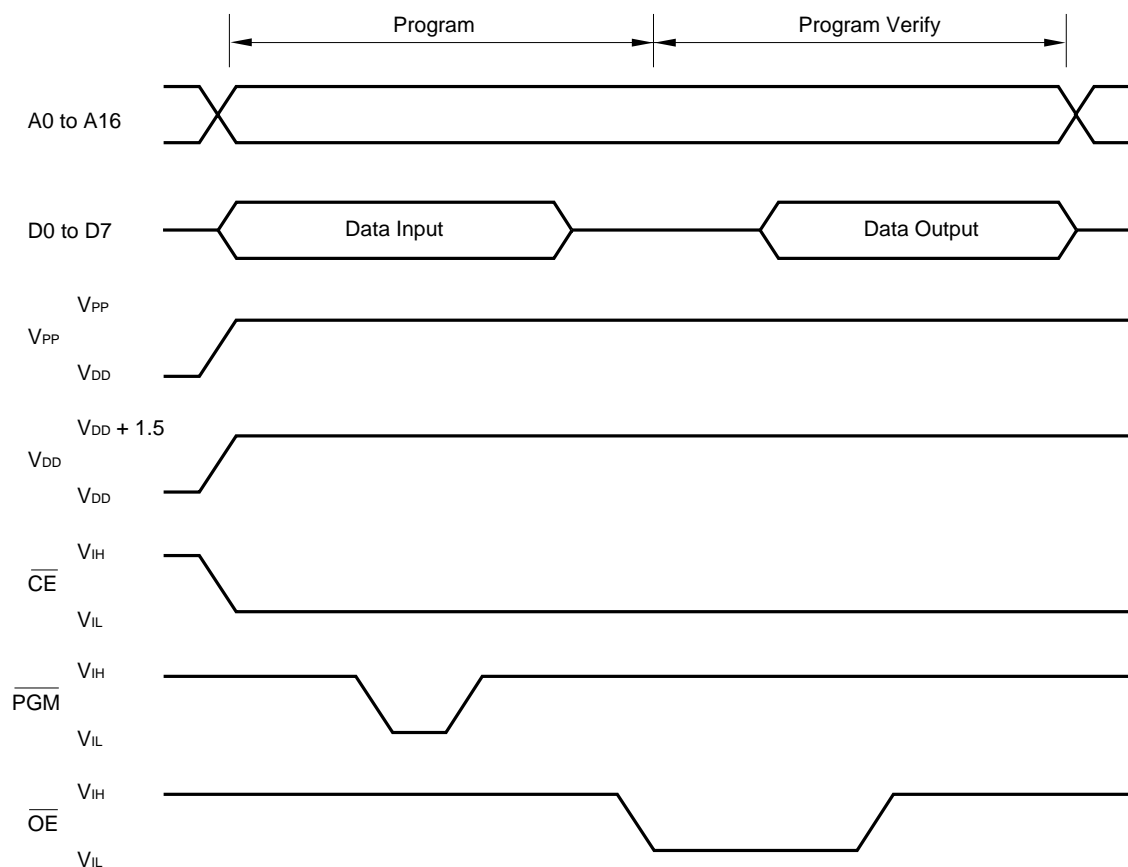 Program Program Verify
A0 to A16
D0 to D7 Data Input Data Output
VPP
VPP
VDD
VDD + 1.5
VDD
VDD
VIH
CE
VIL
VIH
PGM
VIL
VIH
OE
VIL